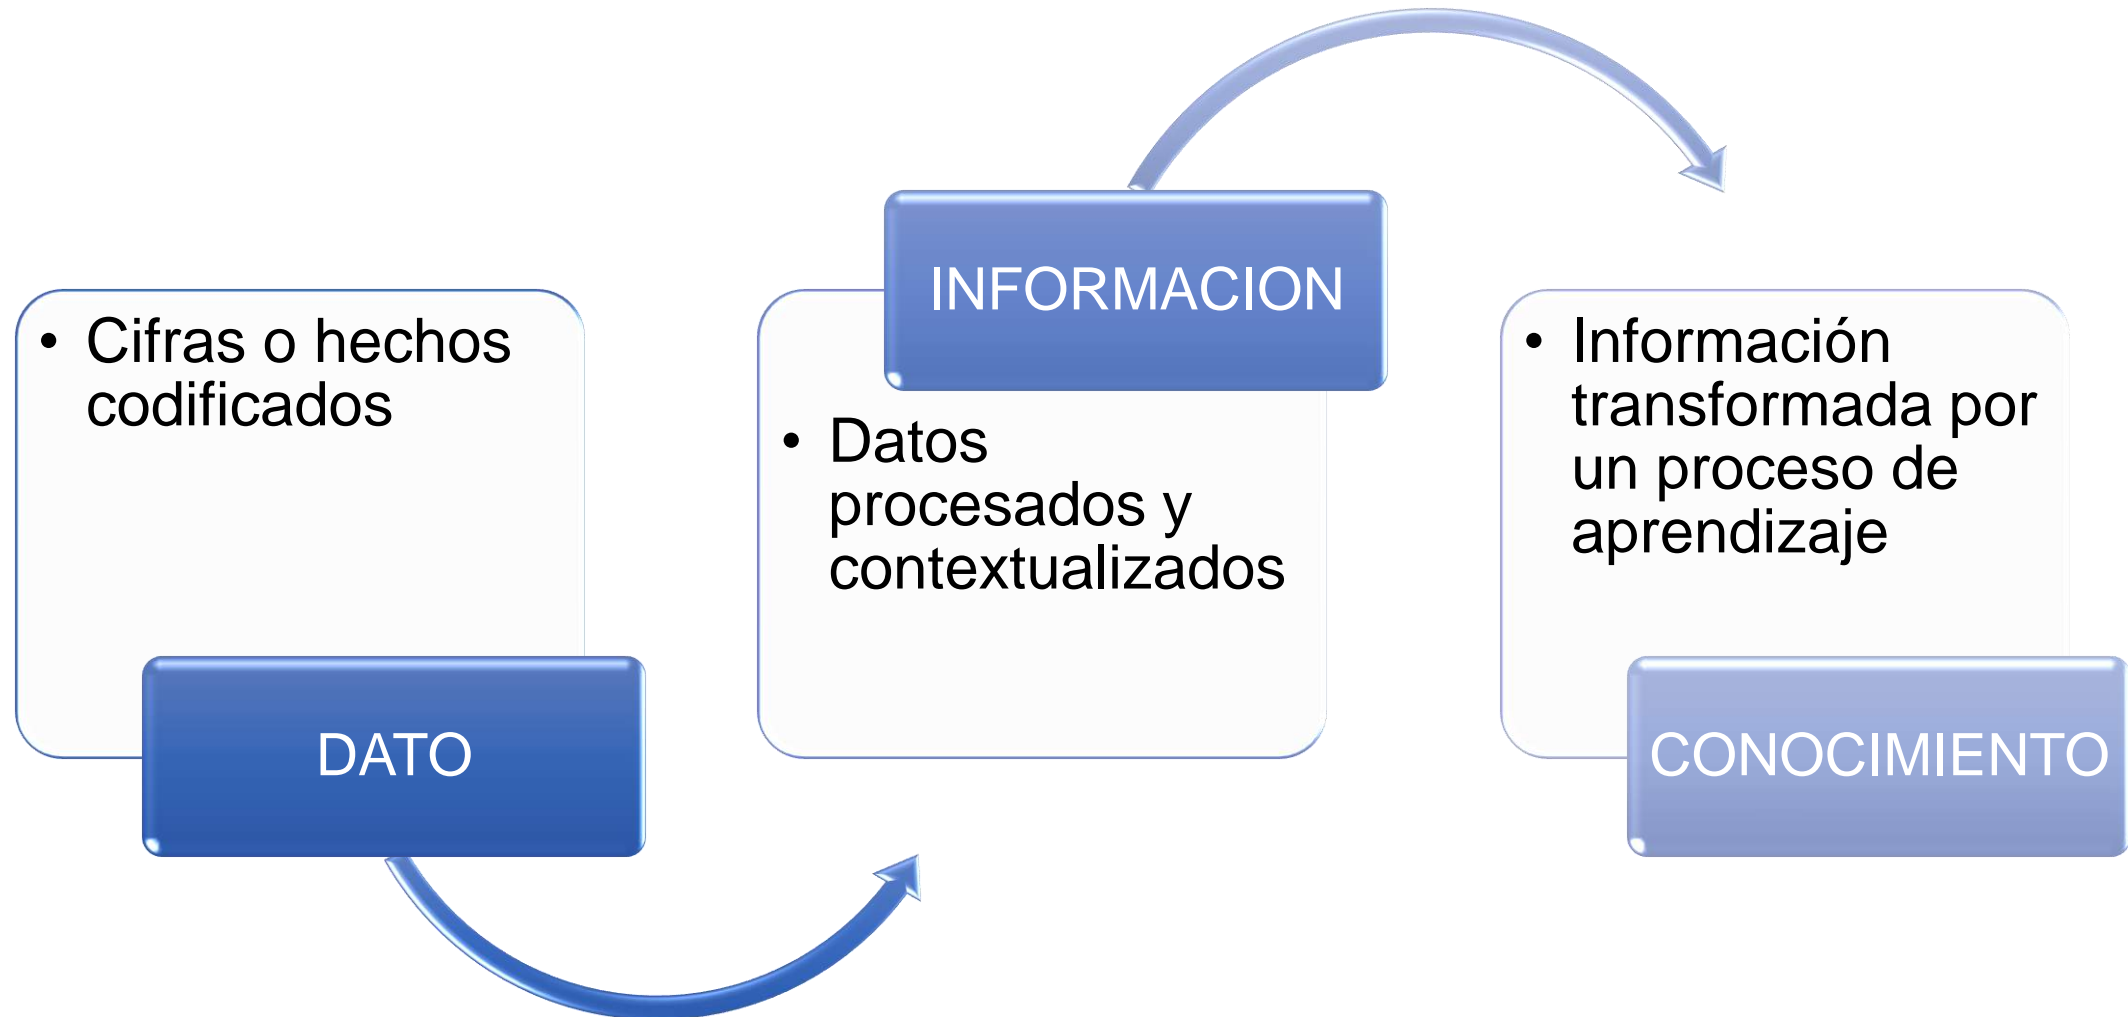 • Cifras o hechos
codificados
DATO
INFORMACION
• Datos
procesados y
contextualizados
• Información
transformada por
un proceso de
aprendizaje
CONOCIMIENTO